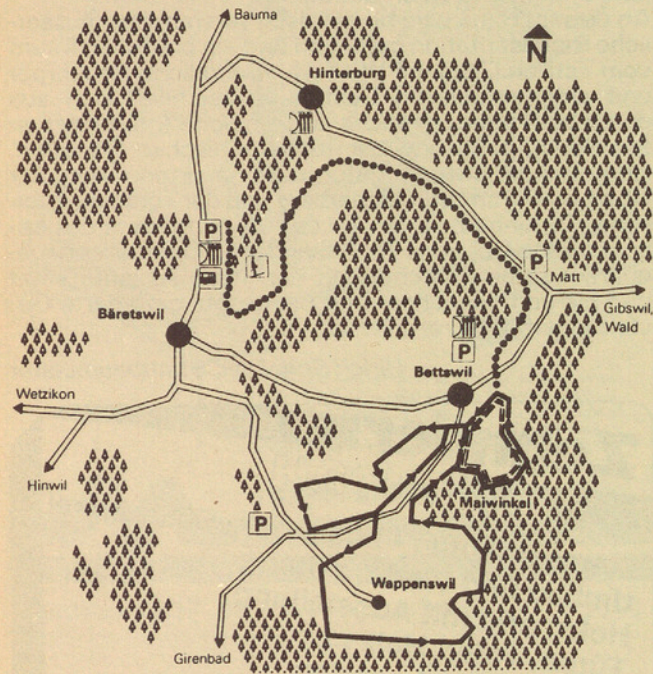 Bauma
N
Hinterburg
P
P
Matt
Gibswil,
Wald
Bäretswil
P
Bettswil
Wetzikon
Hinwil
Maiwinkel
P
Wappenswil
Girenbad